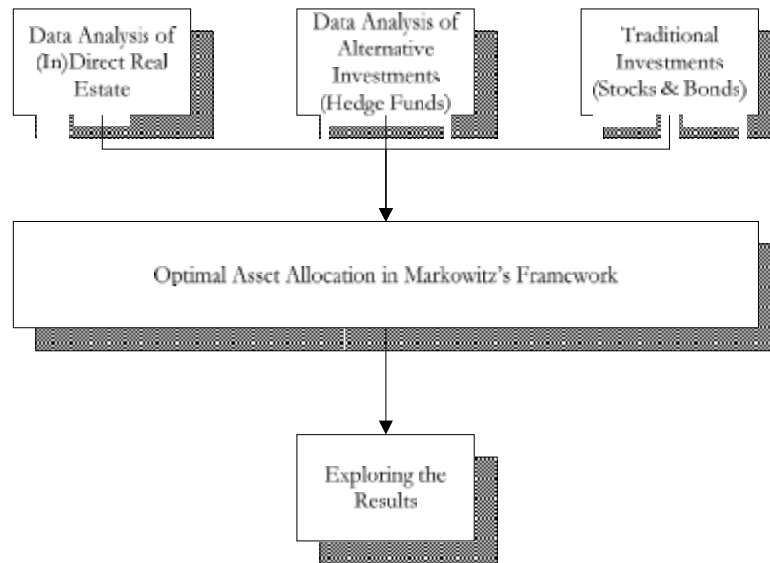 Data Analysis of
(In)Direct Real
Estate
Data Analysis of
Alternative
Investments
(Hedge Funds)
Traditional
Investments
(Stocks & Bonds)
Optimal Asset Allocation in Markowitz's Framework
Exploring the
Results